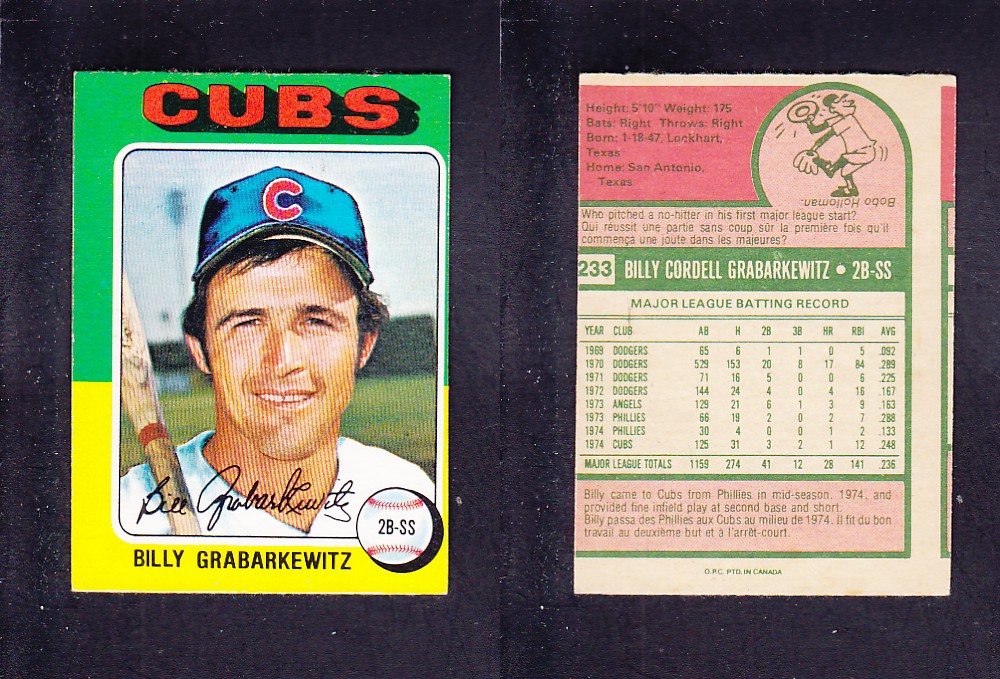 CUBS
C
Bill Grabarkewitz
2B-SS
BILLY GRABARKEWITZ
Height: 5'10" Weight: 175
Bats: Right Throws: Right
Born: 1-18-47, Lockhart,
Texas
Home: San Antonio,
Texas
Bobo Holloman.
Who pitched a no-hitter in his first major league start?
Qui réussit une partie sans coup sûr la première fois qu'il
commença une joute dans les majeures?
233 BILLY CORDELL GRABARKEWITZ • 2B-SS
MAJOR LEAGUE BATTING RECORD
YEAR CLUB AB H 2B 3B HR RBI AVG
1969 DODGERS 65 6 1 1 0 5 .092
1970 DODGERS 529 153 20 8 17 84 .289
1971 DODGERS 71 16 5 0 0 6 .225
1972 DODGERS 144 24 4 0 4 16 .167
1973 ANGELS 129 21 6 1 3 9 .163
1973 PHILLIES 66 19 2 0 2 7 .288
1974 PHILLIES 30 4 0 0 1 2 .133
1974 CUBS 125 31 3 2 1 12 .248
MAJOR LEAGUE TOTALS 1159 274 41 12 28 141 .236
Billy came to Cubs from Phillies in mid-season, 1974, and
provided fine infield play at second base and short.
Billy passa des Phillies aux Cubs au milieu de 1974. Il fit du bon
travail au deuxième but et à l'arrêt-court.
O.P.C. PTD. IN CANADA